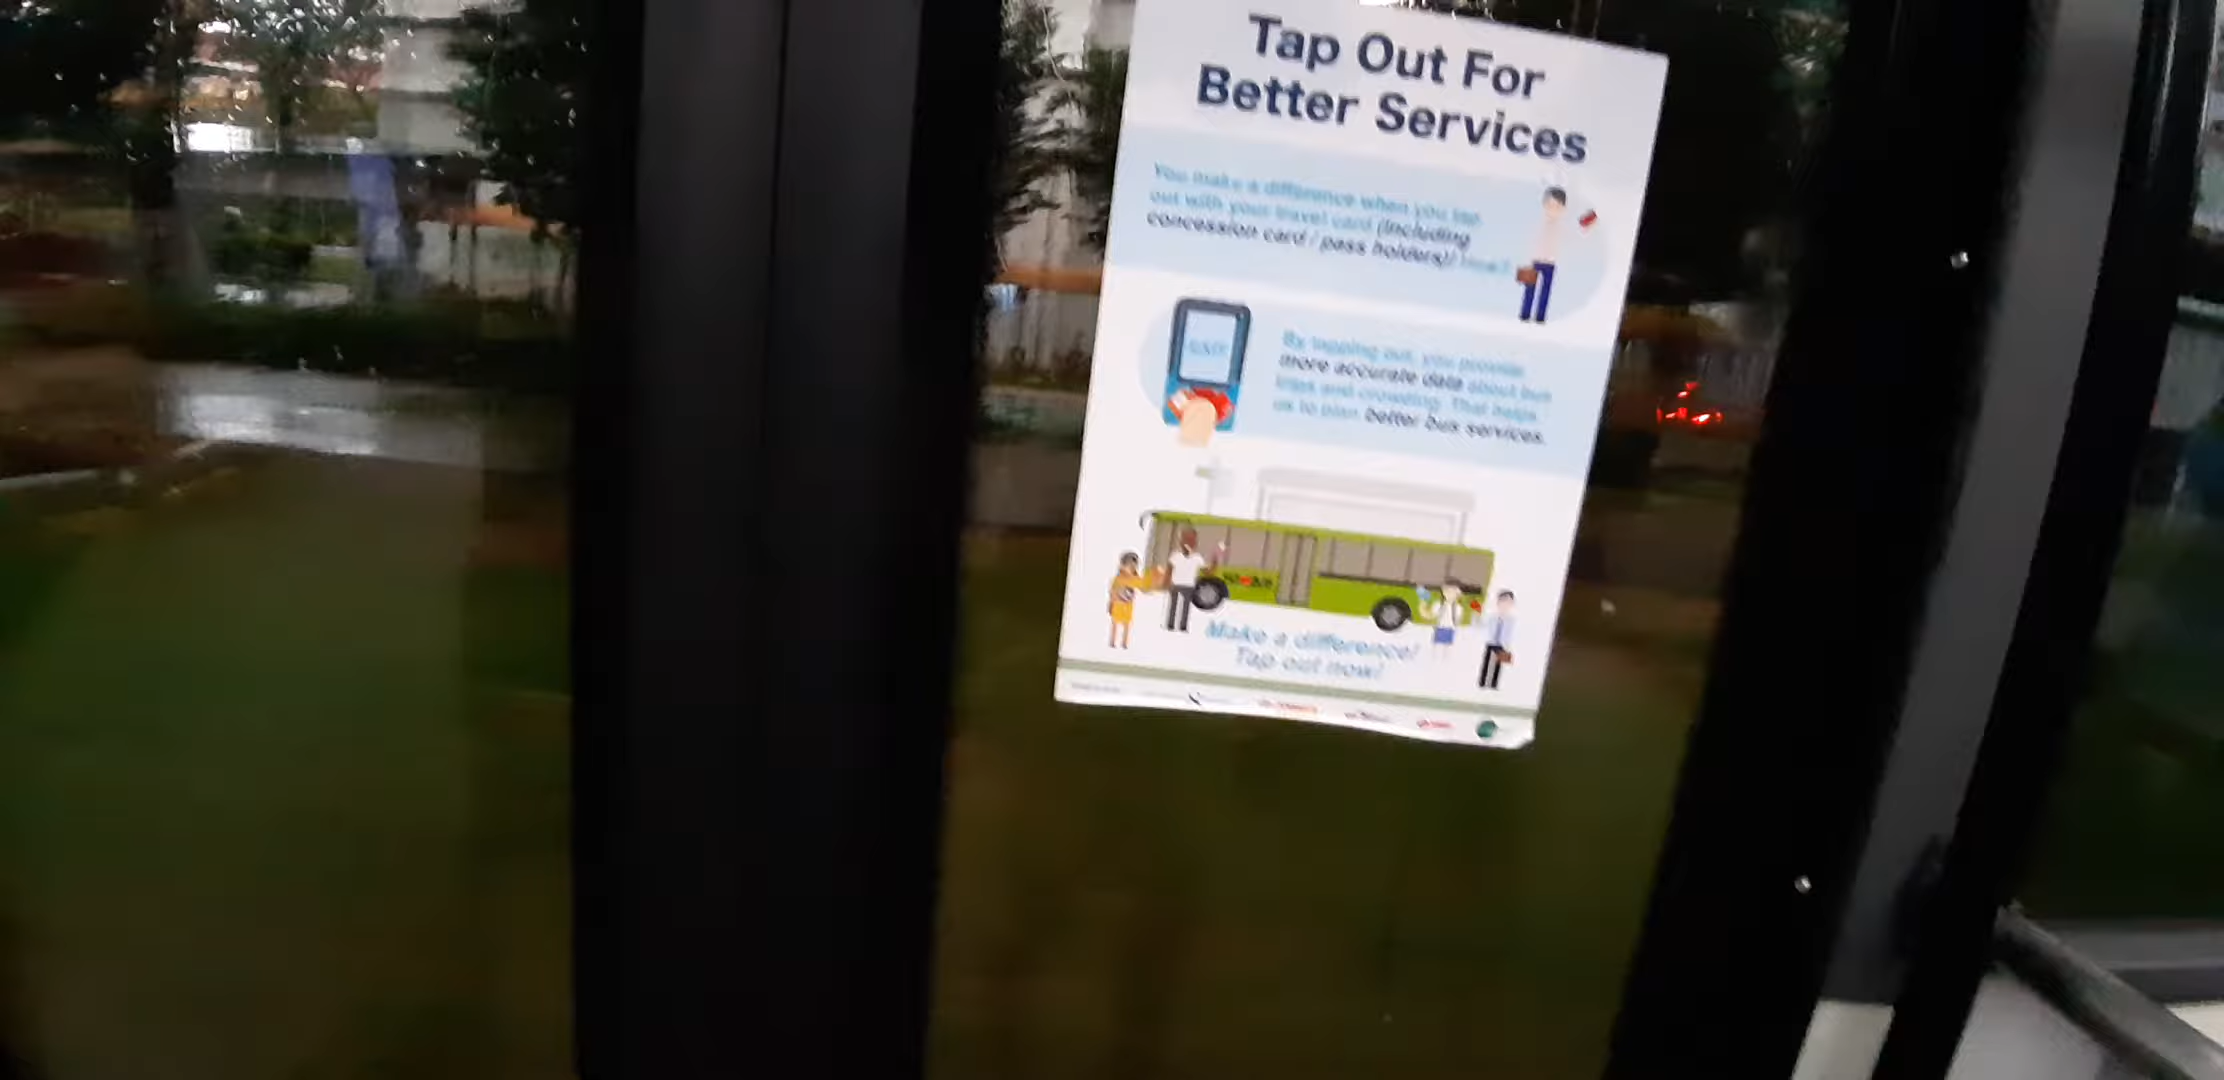 Tap Out For
Better Services
You make a difference when you tap
out with your travel card (including
concession card / pass holders)! How?
EXIT
By tapping out, you provide
more accurate data about bus
trips and crowding. That helps
us to plan better bus services.
Make a difference!
Tap out now!